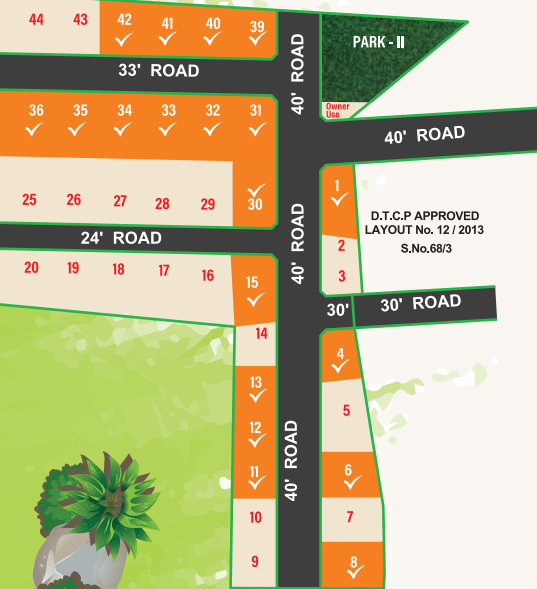 44 43 42 41 40 39
PARK - II
40' ROAD
33' ROAD
Owner
Use
36 35 34 33 32 31
40' ROAD
1
25 26 27 28 29 30
D.T.C.P APPROVED
LAYOUT No. 12 / 2013
S.No.68/3
24' ROAD
40' ROAD
2
3
20 19 18 17 16 15
30' 30' ROAD
14
4
13
5
12
40' ROAD
11
6
10
7
9
8